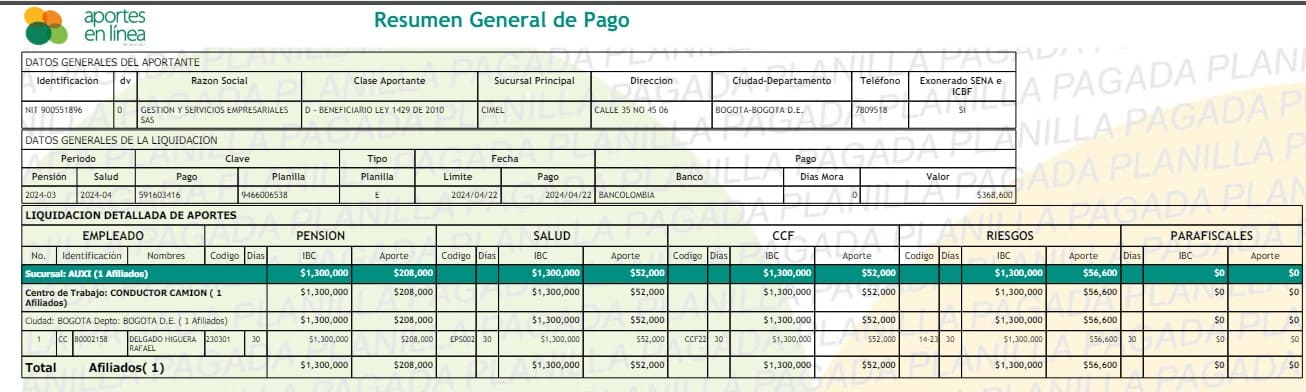 aportes
en línea
Resumen General de Pago
PLANILLA PAGADA
DATOS GENERALES DEL APORTANTE
Identificación dv Razon Social Clase Aportante Sucursal Principal Direccion Ciudad-Departamento Teléfono Exonerado SENA e
ICBF
NIT 900551896 0 GESTION Y SERVICIOS EMPRESARIALES D - BENEFICIARIO LEY 1429 DE 2010 CIMEL CALLE 35 NO 45 06 BOGOTA-BOGOTA D.E. 7809518 SI
SAS
DATOS GENERALES DE LA LIQUIDACION
Periodo Clave Tipo Fecha Pago
Pensión Salud Pago Planilla Planilla Limite Pago Banco Dias Mora Valor
2024-03 2024-04 591603416 9466006538 E 2024/04/22 2024/04/22 BANCOLOMBIA 0 $368,600
LIQUIDACION DETALLADA DE APORTES
EMPLEADO PENSION SALUD CCF RIESGOS PARAFISCALES
No. Identificación Nombres Codigo Dias IBC Aporte Codigo Dias IBC Aporte Codigo Dias IBC Aporte Codigo Dias IBC Aporte Dias IBC Aporte
Sucursal: AUXI (1 Afiliados) $1,300,000 $208,000 $1,300,000 $52,000 $1,300,000 $52,000 $1,300,000 $56,600 $0 $0
Centro de Trabajo: CONDUCTOR CAMION ( 1 $1,300,000 $208,000 $1,300,000 $52,000 $1,300,000 $52,000 $1,300,000 $56,600 $0 $0
Afiliados)
Ciudad: BOGOTA Depto: BOGOTA D.E. ( 1 Afiliados) $1,300,000 $208,000 $1,300,000 $52,000 $1,300,000 $52,000 $1,300,000 $56,600 $0 $0
1 CC 80002158 DELGADO HIGUERA 230301 30 $1,300,000 $208,000 EPS002 30 $1,300,000 $52,000 CCF22 30 $1,300,000 $52,000 14-23 30 $1,300,000 $56,600 30 $0 $0
RAFAEL
Total Afiliados( 1) $1,300,000 $208,000 $1,300,000 $52,000 $1,300,000 $52,000 $1,300,000 $56,600 $0 $0